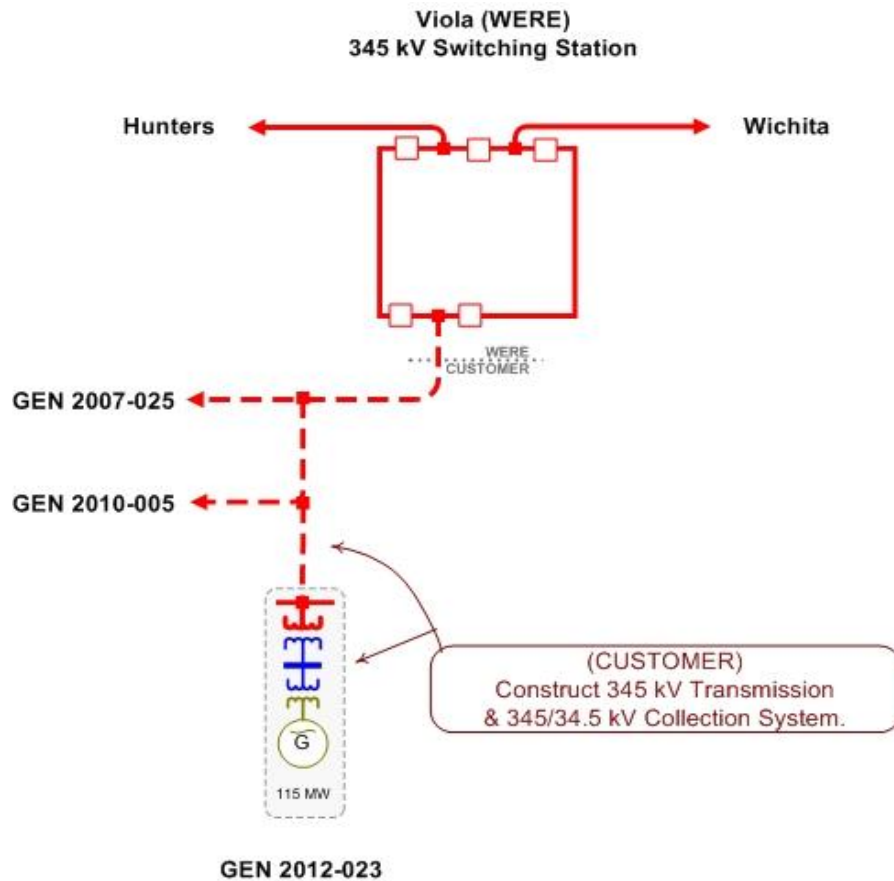 Viola (WERE)
345 kV Switching Station
Hunters
Wichita
WERE
CUSTOMER
GEN 2007-025
GEN 2010-005
(CUSTOMER)
Construct 345 kV Transmission
& 345/34.5 kV Collection System.
G
115 MW
GEN 2012-023